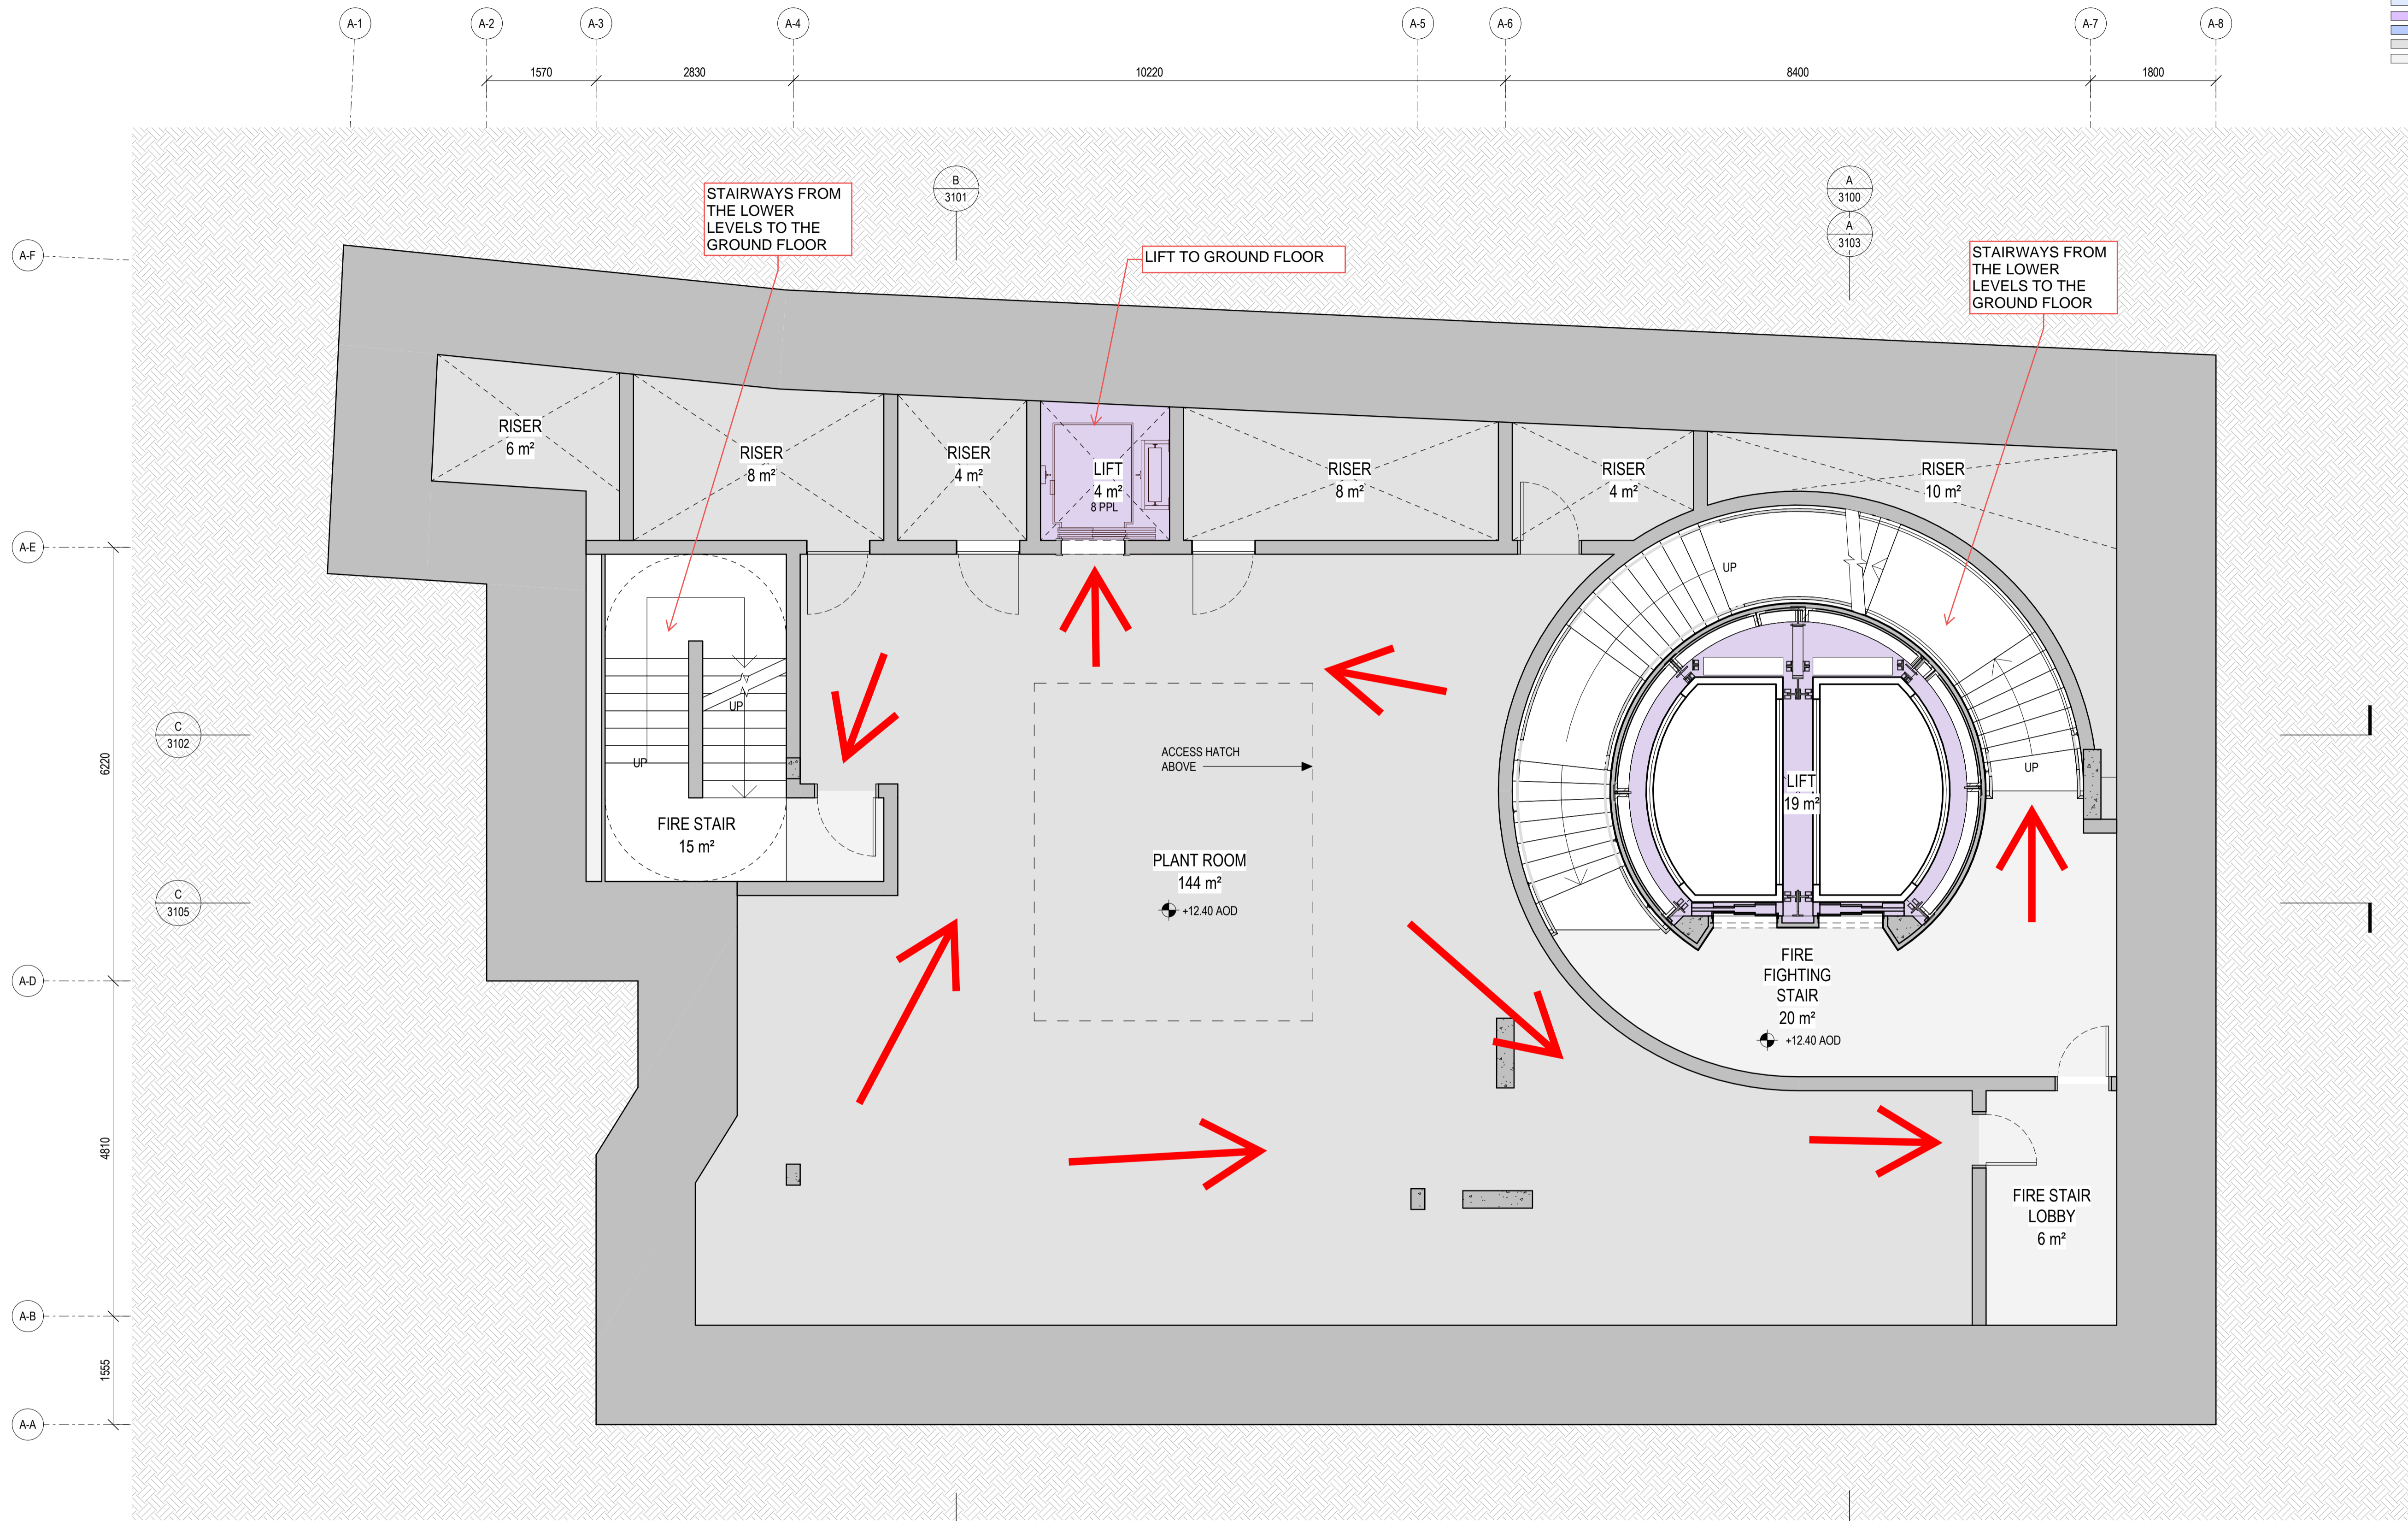 A-1
A-2
A-3
A-4
A-5
A-6
A-7
A-8
1570
2830
10220
8400
1800
B
3101
A
3100
A
3103
STAIRWAYS FROM
THE LOWER
LEVELS TO THE
GROUND FLOOR
LIFT TO GROUND FLOOR
STAIRWAYS FROM
THE LOWER
LEVELS TO THE
GROUND FLOOR
A-F
RISER
6 m²
RISER
8 m²
RISER
4 m²
LIFT
4 m²
8 PPL
RISER
8 m²
RISER
4 m²
RISER
10 m²
A-E
UP
UP
UP
UP
C
3102
6220
ACCESS HATCH
ABOVE
LIFT
19 m²
FIRE STAIR
15 m²
PLANT ROOM
144 m²
+12.40 AOD
C
3105
FIRE
FIGHTING
STAIR
20 m²
+12.40 AOD
A-D
4810
FIRE STAIR
LOBBY
6 m²
A-B
1555
A-A